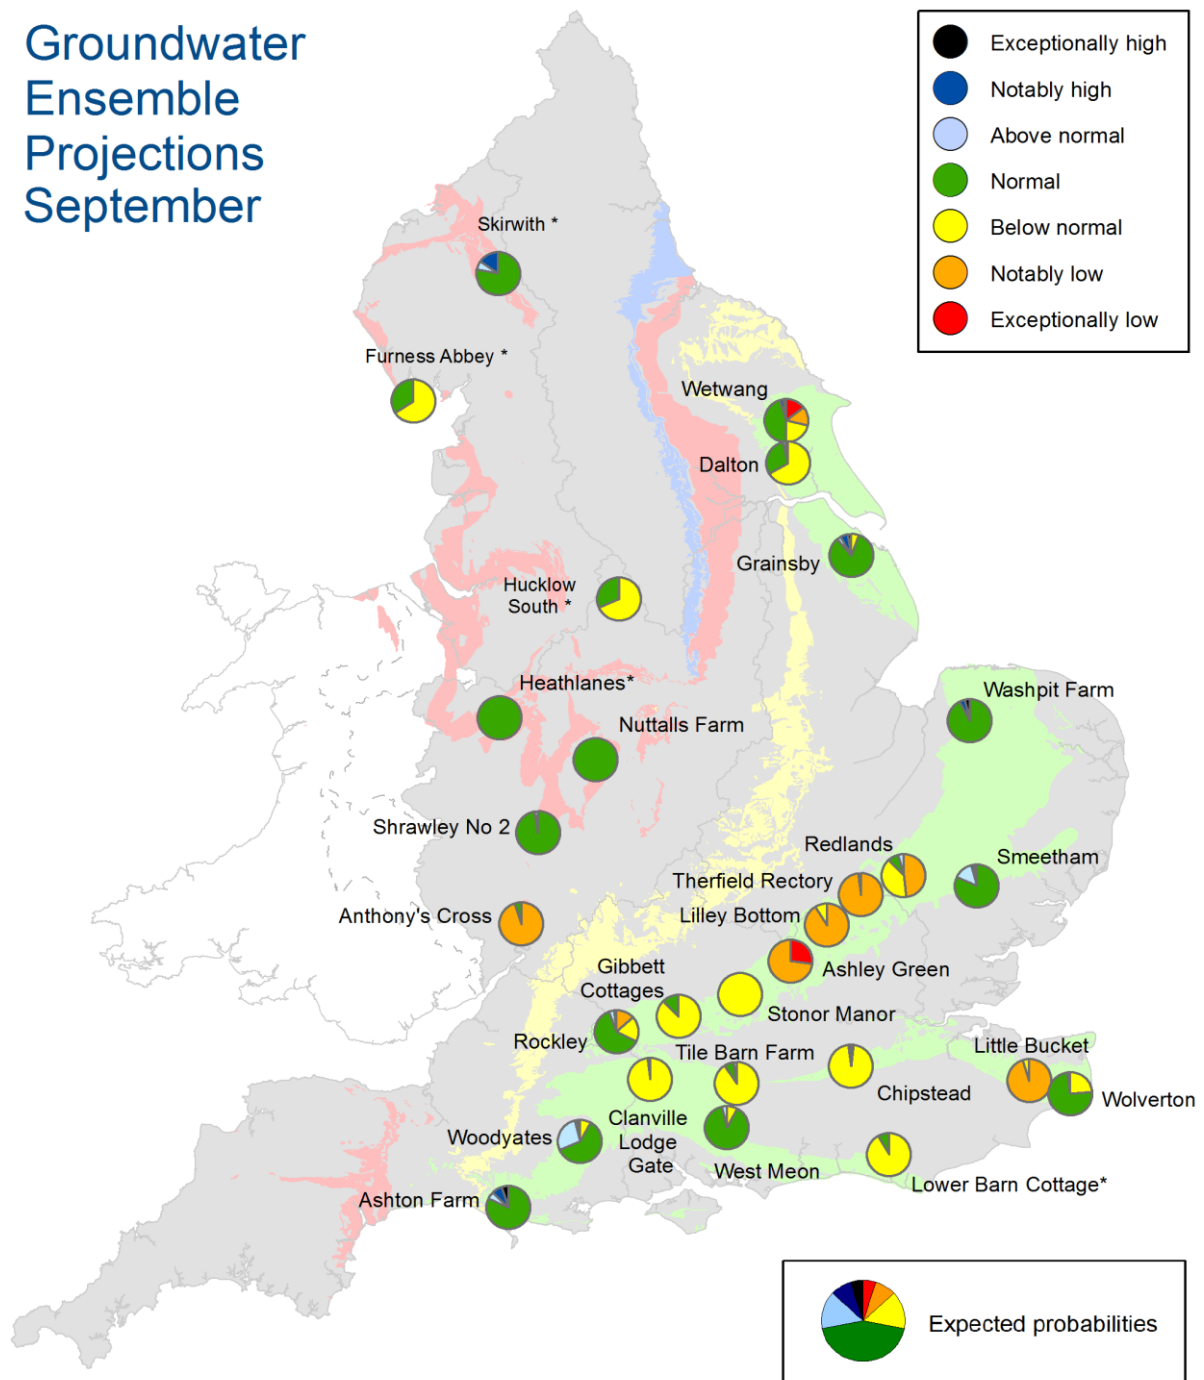 Groundwater
Ensemble
Projections
September
Exceptionally high
Notably high
Above normal
Normal
Below normal
Notably low
Exceptionally low
Skirwith *
Furness Abbey *
Wetwang
Dalton
Grainsby
Hucklow
South *
Heathlanes*
Washpit Farm
Nuttalls Farm
Shrawley No 2
Redlands
Smeetham
Therfield Rectory
Anthony's Cross
Lilley Bottom
Gibbett
Cottages
Ashley Green
Stonor Manor
Rockley
Tile Barn Farm
Little Bucket
Chipstead
Wolverton
Clanville
Lodge
Gate
Woodyates
West Meon
Lower Barn Cottage*
Ashton Farm
Expected probabilities